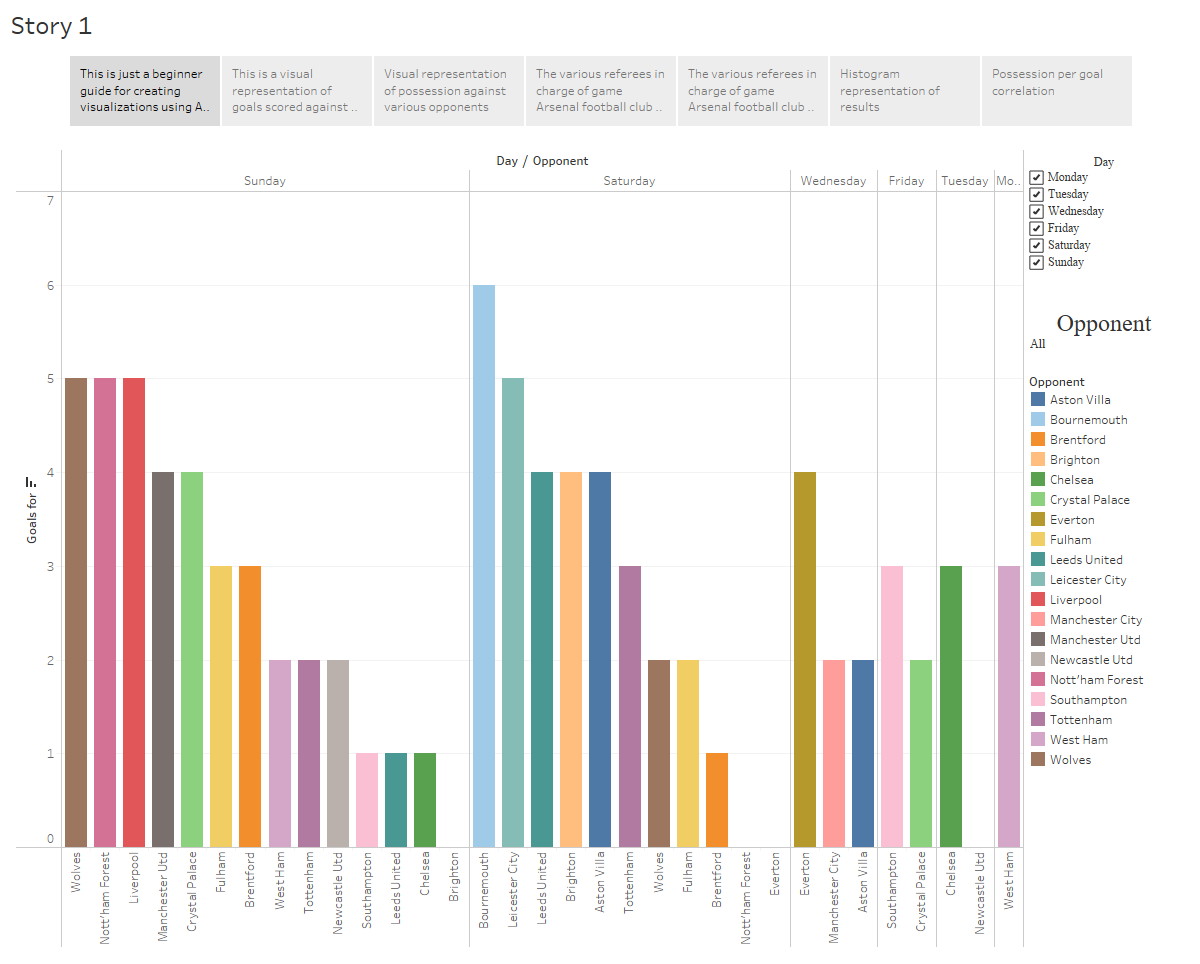 Story 1
This is just a beginner
guide for creating
visualizations using A..
This is a visual
representation of
goals scored against ..
Visual representation
of possession against
various opponents
The various referees in
charge of game
Arsenal football club ..
The various referees in
charge of game
Arsenal football club ..
Histogram
representation of
results
Possession per goal
correlation
Day / Opponent
Sunday
Saturday
Wednesday
Friday
Tuesday
Mo..
7
6
5
4
3
2
1
0
Goals for
Wolves
Nott'ham Forest
Liverpool
Manchester Utd
Crystal Palace
Fulham
Brentford
West Ham
Tottenham
Newcastle Utd
Southampton
Leeds United
Chelsea
Brighton
Bournemouth
Leicester City
Leeds United
Brighton
Aston Villa
Tottenham
Wolves
Fulham
Brentford
Nott'ham Forest
Everton
Everton
Manchester City
Aston Villa
Southampton
Crystal Palace
Chelsea
Newcastle Utd
West Ham
Day
Monday
Tuesday
Wednesday
Friday
Saturday
Sunday
Opponent
All
Opponent
Aston Villa
Bournemouth
Brentford
Brighton
Chelsea
Crystal Palace
Everton
Fulham
Leeds United
Leicester City
Liverpool
Manchester City
Manchester Utd
Newcastle Utd
Nott'ham Forest
Southampton
Tottenham
West Ham
Wolves